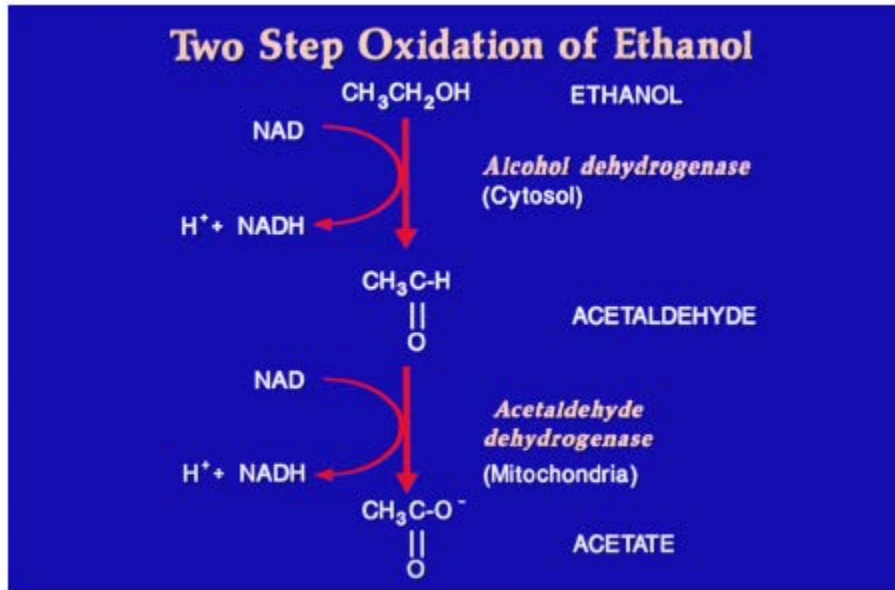 Two Step Oxidation of Ethanol
CH₃CH₂OH ETHANOL
NAD
Alcohol dehydrogenase
(Cytosol)
H⁺+ NADH
CH₃C-H
||
O
ACETALDEHYDE
NAD
Acetaldehyde
dehydrogenase
(Mitochondria)
H⁺+ NADH
CH₃C-O⁻
||
O
ACETATE